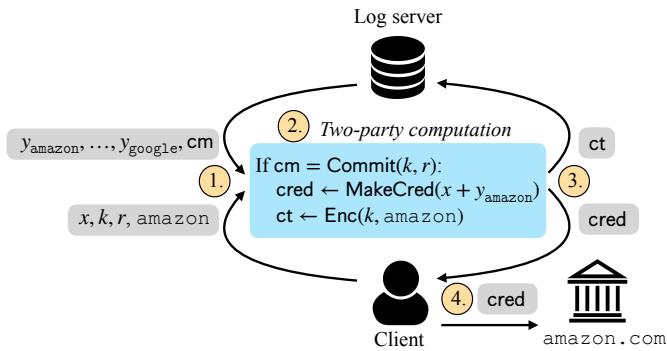 Log server
2. Two-party computation
y_amazon, …, y_google, cm
1.
x, k, r, amazon
If cm = Commit(k, r):
cred ← MakeCred(x + y_amazon)
ct ← Enc(k, amazon)
ct
3.
cred
4. cred
Client
amazon.com